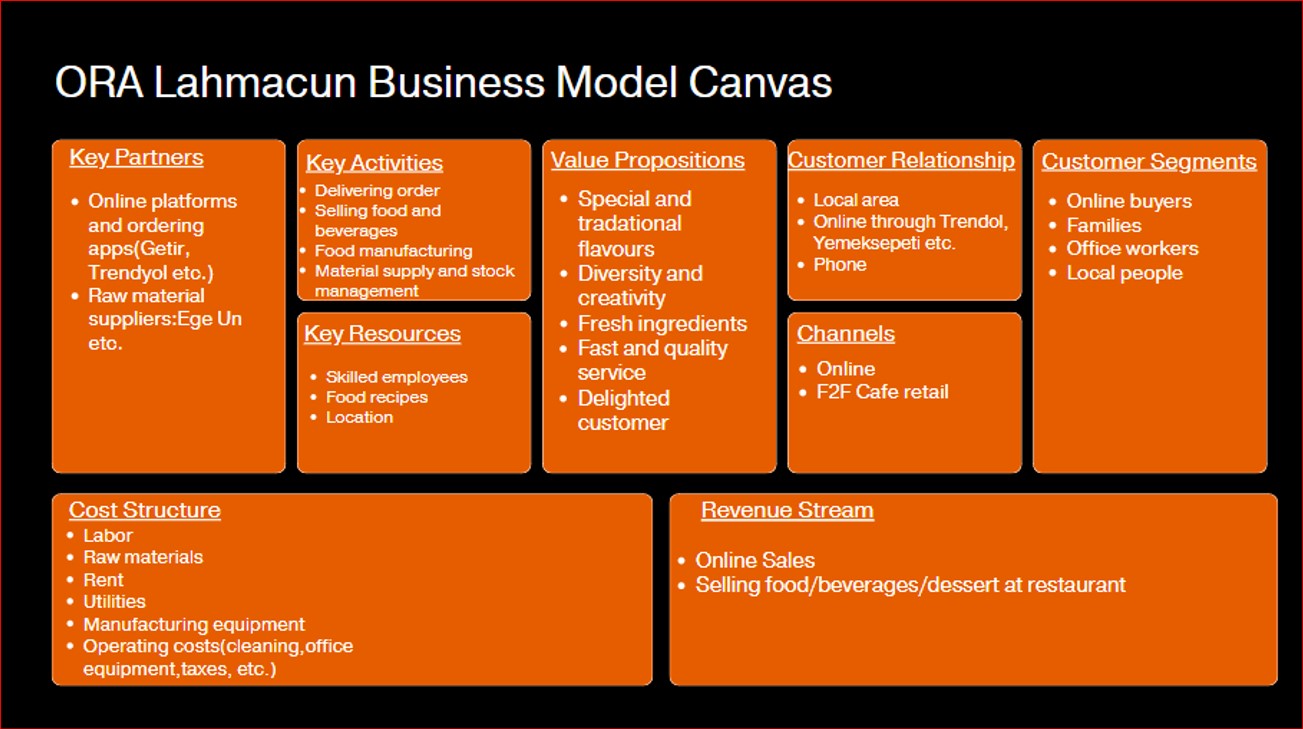 ORA Lahmacun Business Model Canvas
Key Partners
Online platforms
and ordering
apps(Getir,
Trendyol etc.)
Raw material
suppliers:Ege Un
etc.
Key Activities
Delivering order
Selling food and
beverages
Food manufacturing
Material supply and stock
management
Key Resources
Skilled employees
Food recipes
Location
Value Propositions
Special and
tradational
flavours
Diversity and
creativity
Fresh ingredients
Fast and quality
service
Delighted
customer
Customer Relationship
Local area
Online through Trendol,
Yemeksepeti etc.
Phone
Channels
Online
F2F Cafe retail
Customer Segments
Online buyers
Families
Office workers
Local people
Cost Structure
Labor
Raw materials
Rent
Utilities
Manufacturing equipment
Operating costs(cleaning,office
equipment,taxes, etc.)
Revenue Stream
Online Sales
Selling food/beverages/dessert at restaurant